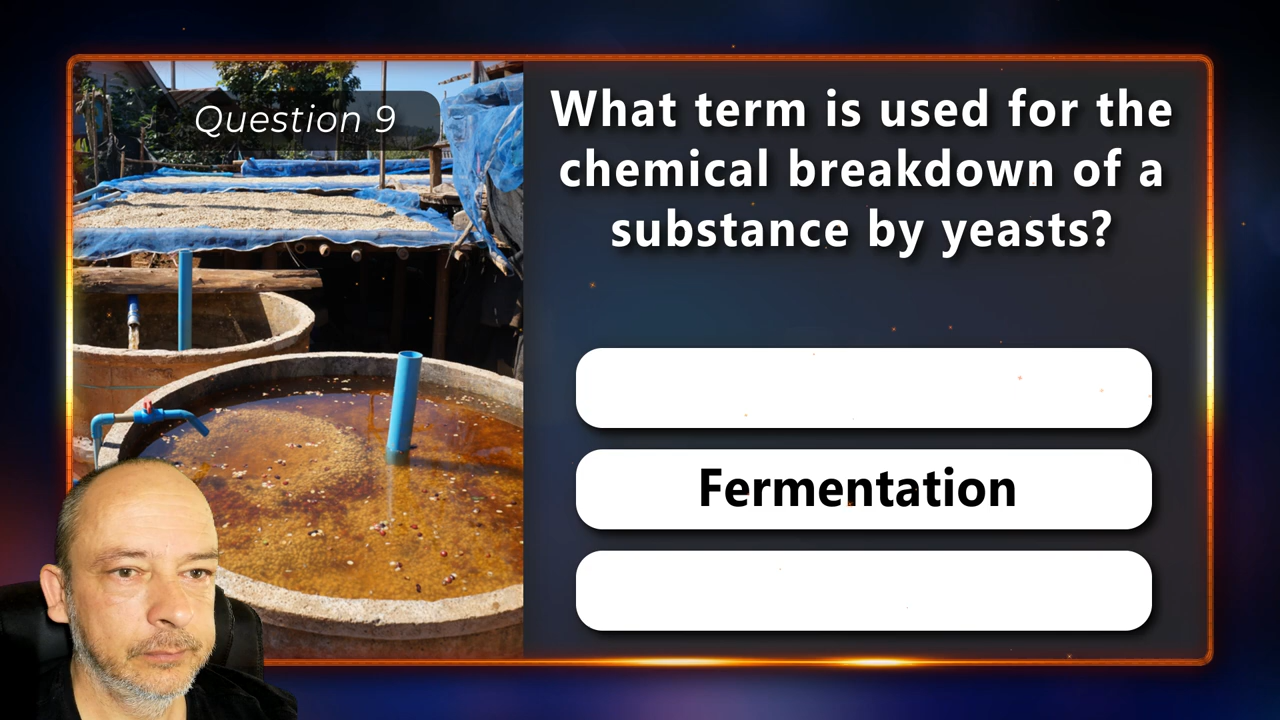 Question 9
What term is used for the
chemical breakdown of a
substance by yeasts?
Fermentation